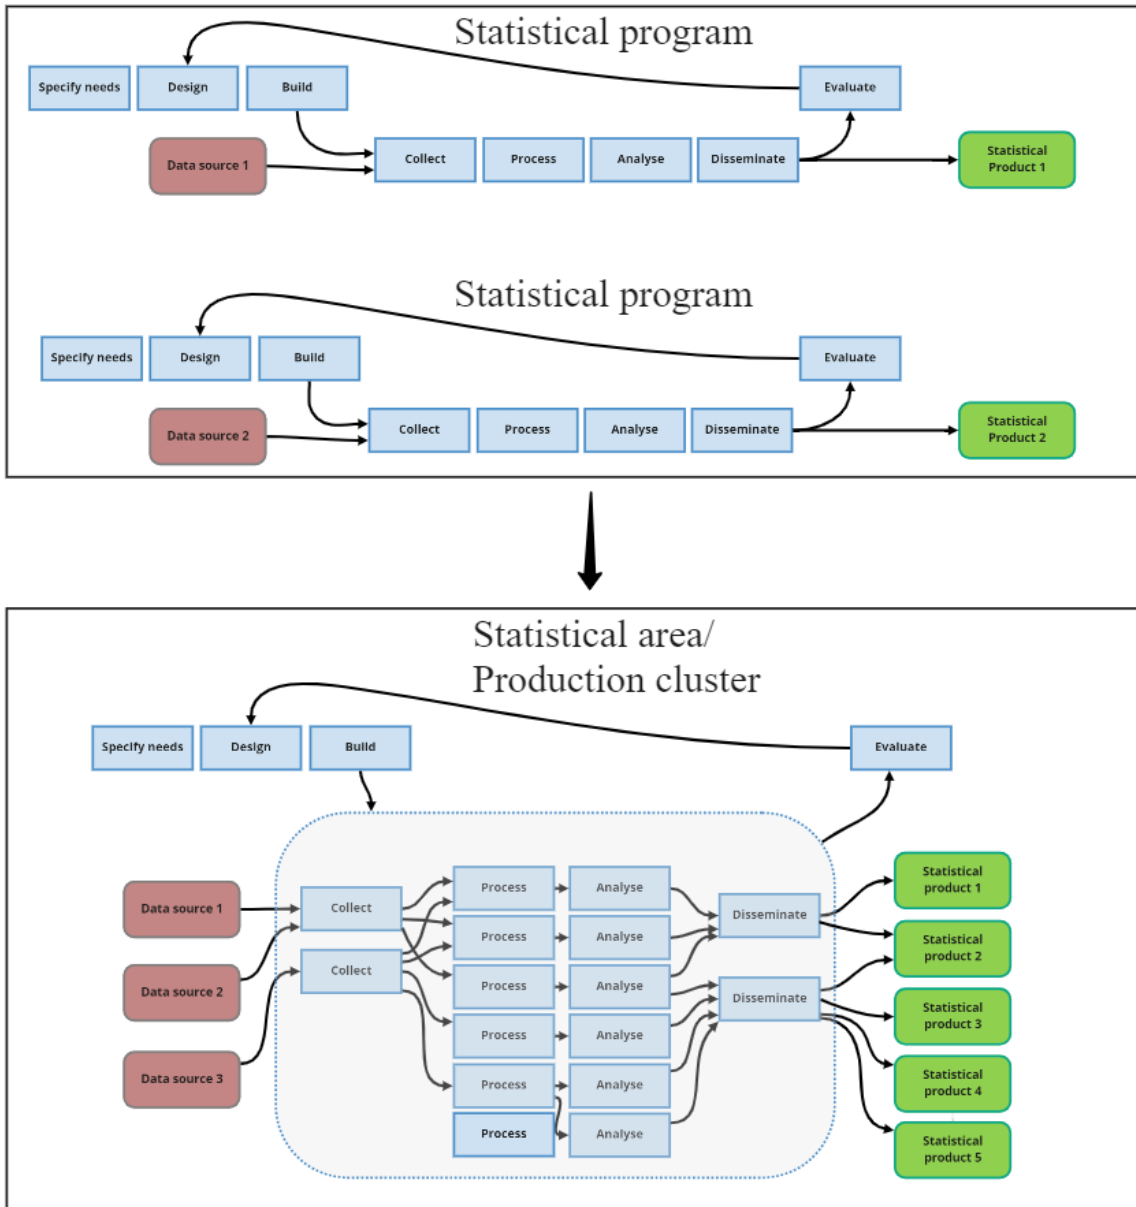 Statistical program
Specify needs
Design
Build
Evaluate
Data source 1
Collect
Process
Analyse
Disseminate
Statistical
Product 1
Statistical program
Specify needs
Design
Build
Evaluate
Data source 2
Collect
Process
Analyse
Disseminate
Statistical
Product 2
Statistical area/
Production cluster
Specify needs
Design
Build
Evaluate
Data source 1
Data source 2
Data source 3
Collect
Collect
Process
Analyse
Process
Analyse
Process
Analyse
Process
Analyse
Process
Analyse
Process
Analyse
Disseminate
Disseminate
Statistical
product 1
Statistical
product 2
Statistical
product 3
Statistical
product 4
Statistical
product 5